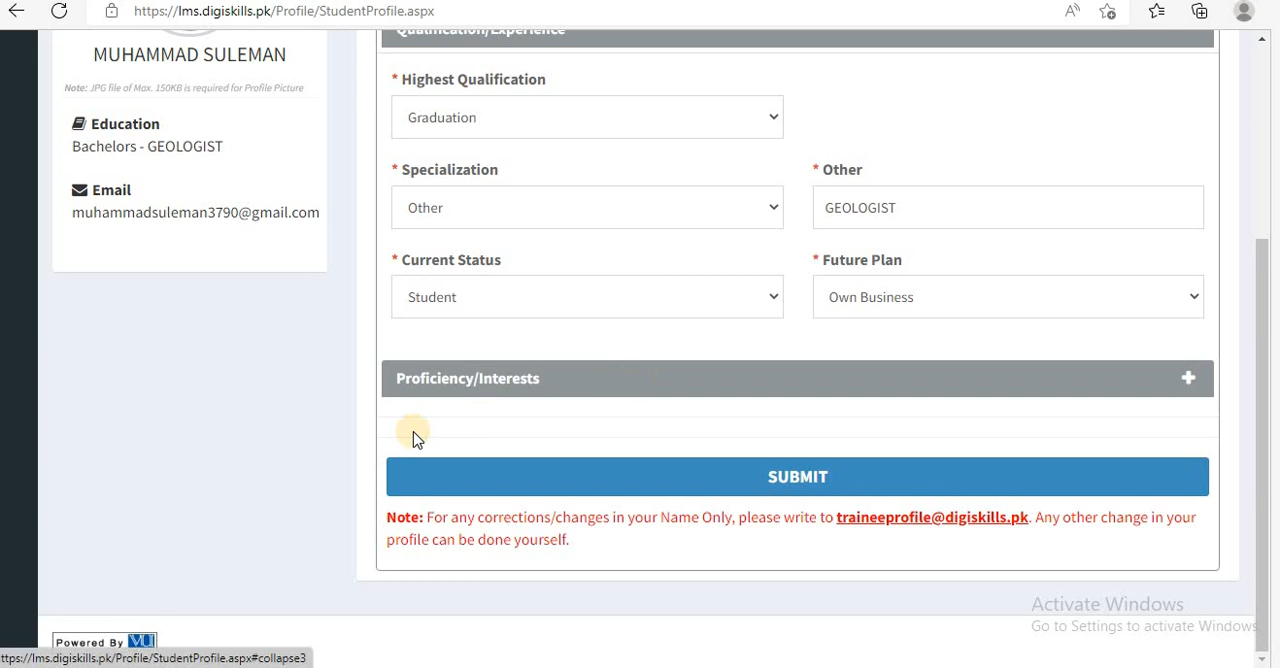 https://lms.digiskills.pk/Profile/StudentProfile.aspx
Qualification/Experience
MUHAMMAD SULEMAN
Note: JPG file of Max. 150KB is required for Profile Picture
Education
Bachelors - GEOLOGIST
Email
muhammadsuleman3790@gmail.com
* Highest Qualification
Graduation
* Specialization
* Other
Other
GEOLOGIST
* Current Status
* Future Plan
Student
Own Business
Proficiency/Interests
SUBMIT
Note: For any corrections/changes in your Name Only, please write to traineeprofile@digiskills.pk. Any other change in your
profile can be done yourself.
Activate Windows
Go to Settings to activate Windows.
Powered By VU
ttps://lms.digiskills.pk/Profile/StudentProfile.aspx#collapse3